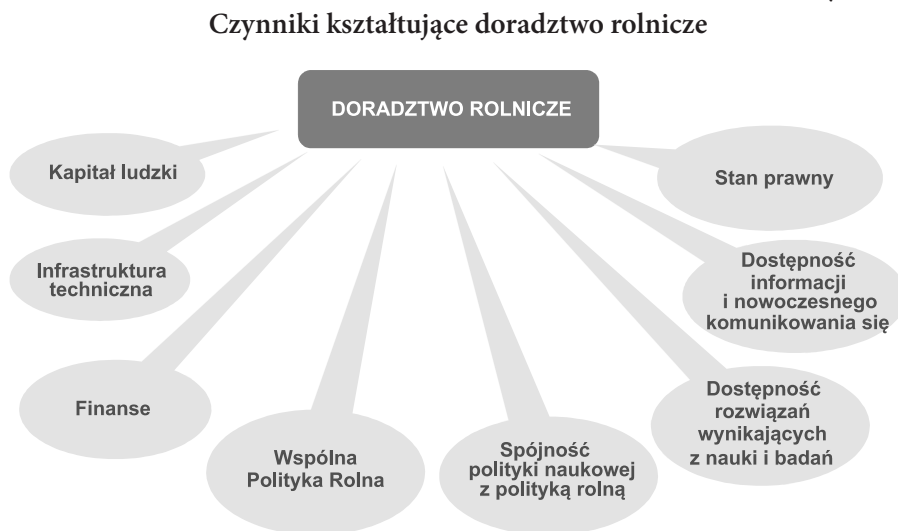 Czynniki kształtujące doradztwo rolnicze
DORADZTWO ROLNICZE
Kapitał ludzki
Stan prawny
Infrastruktura
techniczna
Dostępność
informacji
i nowoczesnego
komunikowania się
Finanse
Dostępność
rozwiązań
wynikających
z nauki i badań
Wspólna
Polityka Rolna
Spójność
polityki naukowej
z polityką rolną